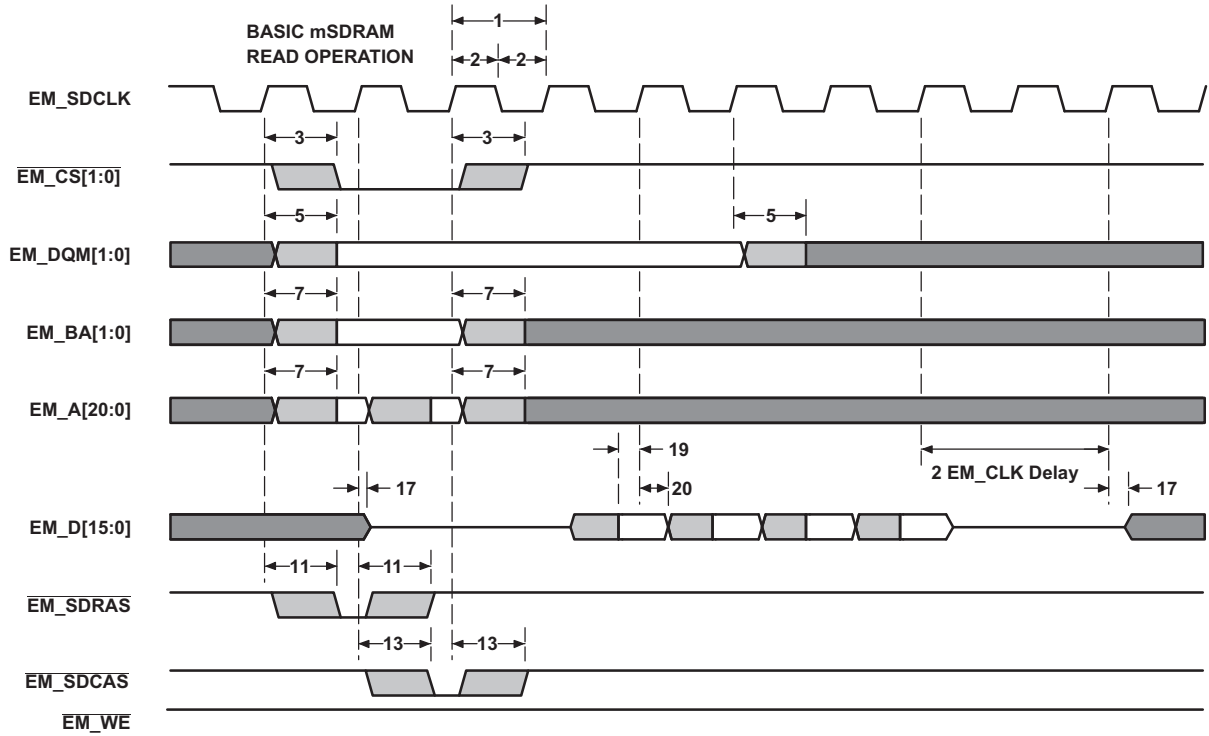 BASIC mSDRAM
READ OPERATION
1
2 2
EM_SDCLK
3 3
EM_CS[1:0]
5 5
EM_DQM[1:0]
7 7
EM_BA[1:0]
7 7
EM_A[20:0]
19
2 EM_CLK Delay
17 20 17
EM_D[15:0]
11 11
EM_SDRAS
13 13
EM_SDCAS
EM_WE